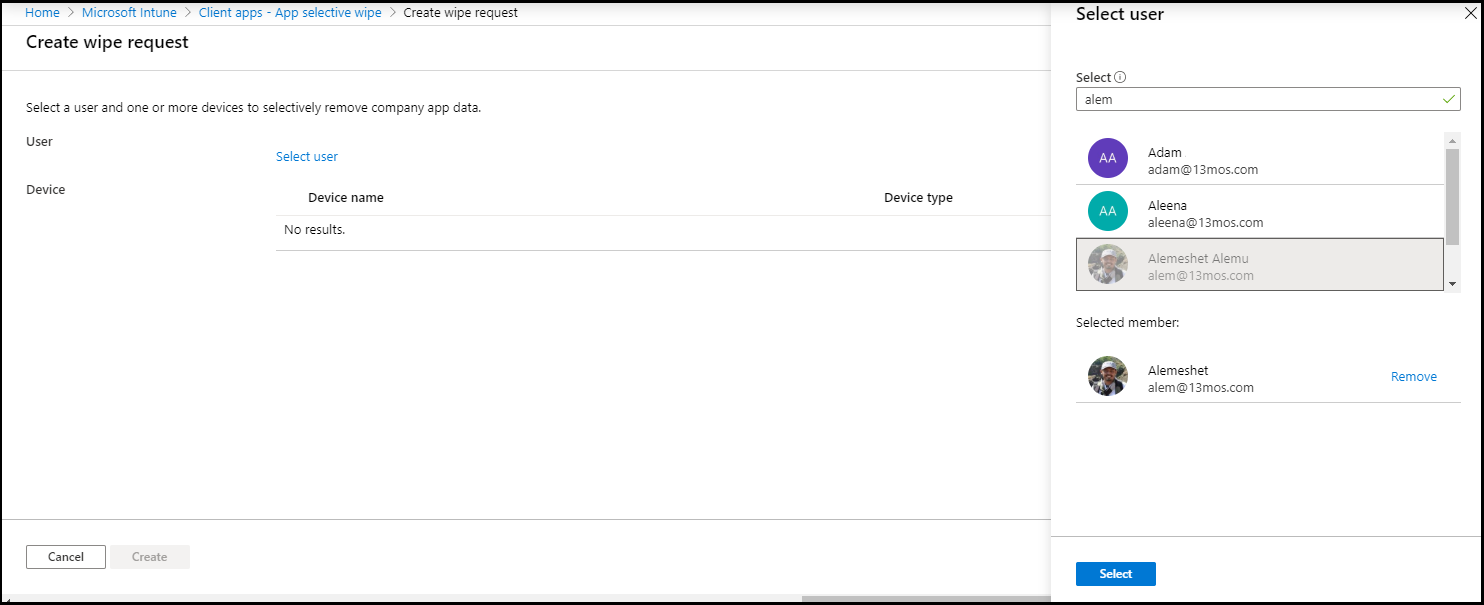 Home > Microsoft Intune > Client apps - App selective wipe > Create wipe request
Create wipe request
Select a user and one or more devices to selectively remove company app data.
User
Select user
Device
Device name Device type
No results.
Cancel Create
Select user
Select
alem
AA
Adam
adam@13mos.com
AA
Aleena
aleena@13mos.com
Alemeshet Alemu
alem@13mos.com
Selected member:
Alemeshet
alem@13mos.com
Remove
Select